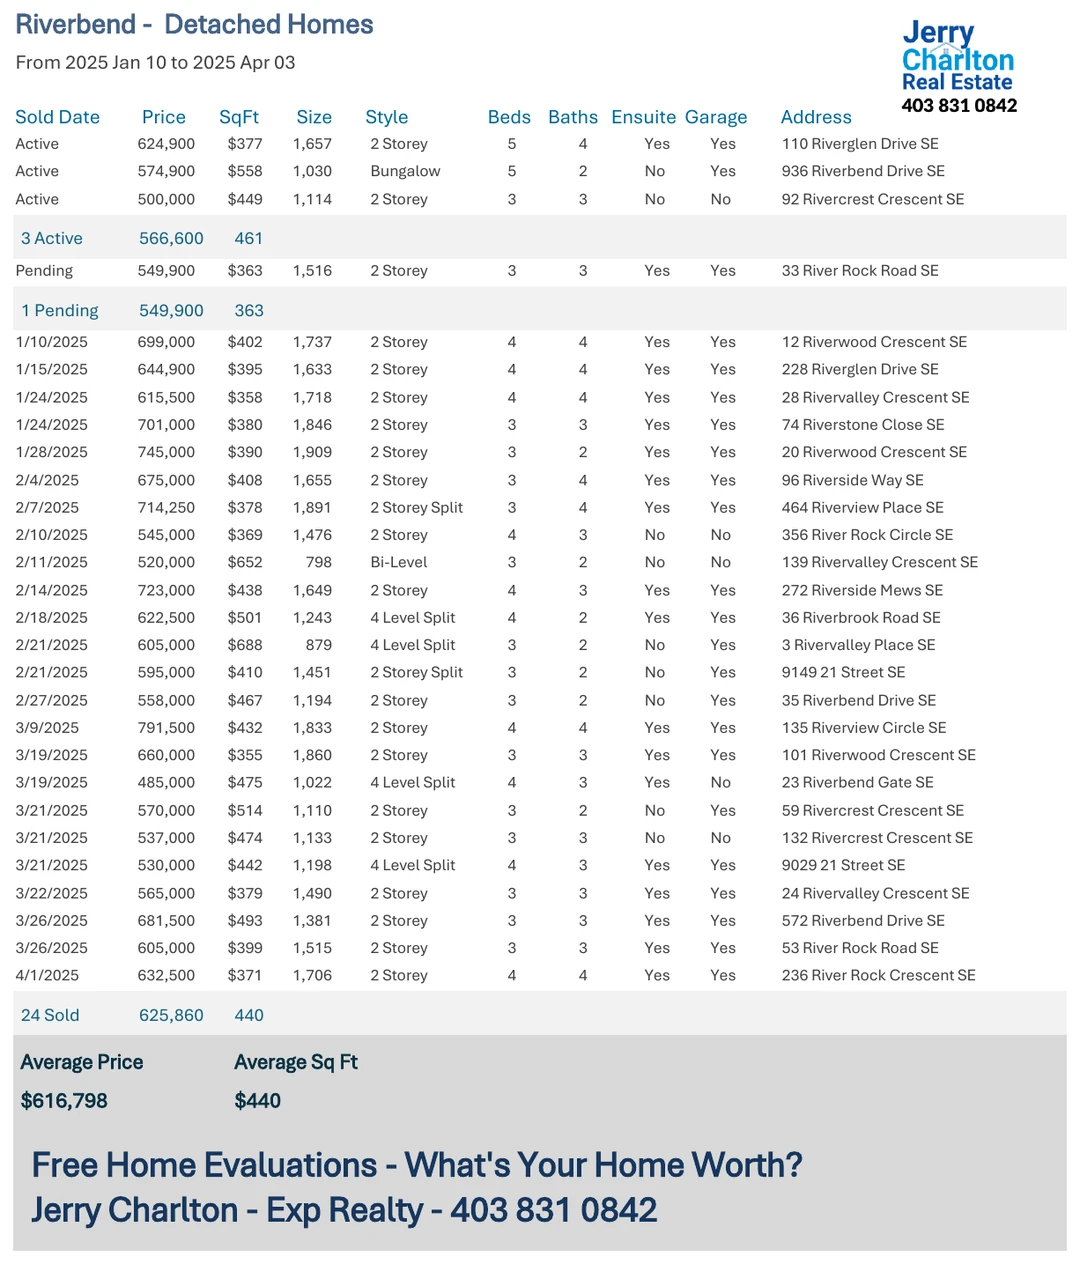 Riverbend - Detached Homes
From 2025 Jan 10 to 2025 Apr 03
Jerry
Charlton
Real Estate
403 831 0842
Sold Date Price SqFt Size Style Beds Baths Ensuite Garage Address
Active 624,900 $377 1,657 2 Storey 5 4 Yes Yes 110 Riverglen Drive SE
Active 574,900 $558 1,030 Bungalow 5 2 No Yes 936 Riverbend Drive SE
Active 500,000 $449 1,114 2 Storey 3 3 No No 92 Rivercrest Crescent SE
3 Active 566,600 461
Pending 549,900 $363 1,516 2 Storey 3 3 Yes Yes 33 River Rock Road SE
1 Pending 549,900 363
1/10/2025 699,000 $402 1,737 2 Storey 4 4 Yes Yes 12 Riverwood Crescent SE
1/15/2025 644,900 $395 1,633 2 Storey 4 4 Yes Yes 228 Riverglen Drive SE
1/24/2025 615,500 $358 1,718 2 Storey 4 4 Yes Yes 28 Rivervalley Crescent SE
1/24/2025 701,000 $380 1,846 2 Storey 3 3 Yes Yes 74 Riverstone Close SE
1/28/2025 745,000 $390 1,909 2 Storey 3 2 Yes Yes 20 Riverwood Crescent SE
2/4/2025 675,000 $408 1,655 2 Storey 3 4 Yes Yes 96 Riverside Way SE
2/7/2025 714,250 $378 1,891 2 Storey Split 3 4 Yes Yes 464 Riverview Place SE
2/10/2025 545,000 $369 1,476 2 Storey 4 3 No No 356 River Rock Circle SE
2/11/2025 520,000 $652 798 Bi-Level 3 2 No No 139 Rivervalley Crescent SE
2/14/2025 723,000 $438 1,649 2 Storey 4 3 Yes Yes 272 Riverside Mews SE
2/18/2025 622,500 $501 1,243 4 Level Split 4 2 Yes Yes 36 Riverbrook Road SE
2/21/2025 605,000 $688 879 4 Level Split 3 2 No Yes 3 Rivervalley Place SE
2/21/2025 595,000 $410 1,451 2 Storey Split 3 2 No Yes 9149 21 Street SE
2/27/2025 558,000 $467 1,194 2 Storey 3 2 No Yes 35 Riverbend Drive SE
3/9/2025 791,500 $432 1,833 2 Storey 4 4 Yes Yes 135 Riverview Circle SE
3/19/2025 660,000 $355 1,860 2 Storey 3 3 Yes Yes 101 Riverwood Crescent SE
3/19/2025 485,000 $475 1,022 4 Level Split 4 3 Yes No 23 Riverbend Gate SE
3/21/2025 570,000 $514 1,110 2 Storey 3 2 No Yes 59 Rivercrest Crescent SE
3/21/2025 537,000 $474 1,133 2 Storey 3 3 No No 132 Rivercrest Crescent SE
3/21/2025 530,000 $442 1,198 4 Level Split 4 3 Yes Yes 9029 21 Street SE
3/22/2025 565,000 $379 1,490 2 Storey 3 3 Yes Yes 24 Rivervalley Crescent SE
3/26/2025 681,500 $493 1,381 2 Storey 3 3 Yes Yes 572 Riverbend Drive SE
3/26/2025 605,000 $399 1,515 2 Storey 3 3 Yes Yes 53 River Rock Road SE
4/1/2025 632,500 $371 1,706 2 Storey 4 4 Yes Yes 236 River Rock Crescent SE
24 Sold 625,860 440
Average Price Average Sq Ft
$616,798 $440
Free Home Evaluations - What's Your Home Worth?
Jerry Charlton - Exp Realty - 403 831 0842